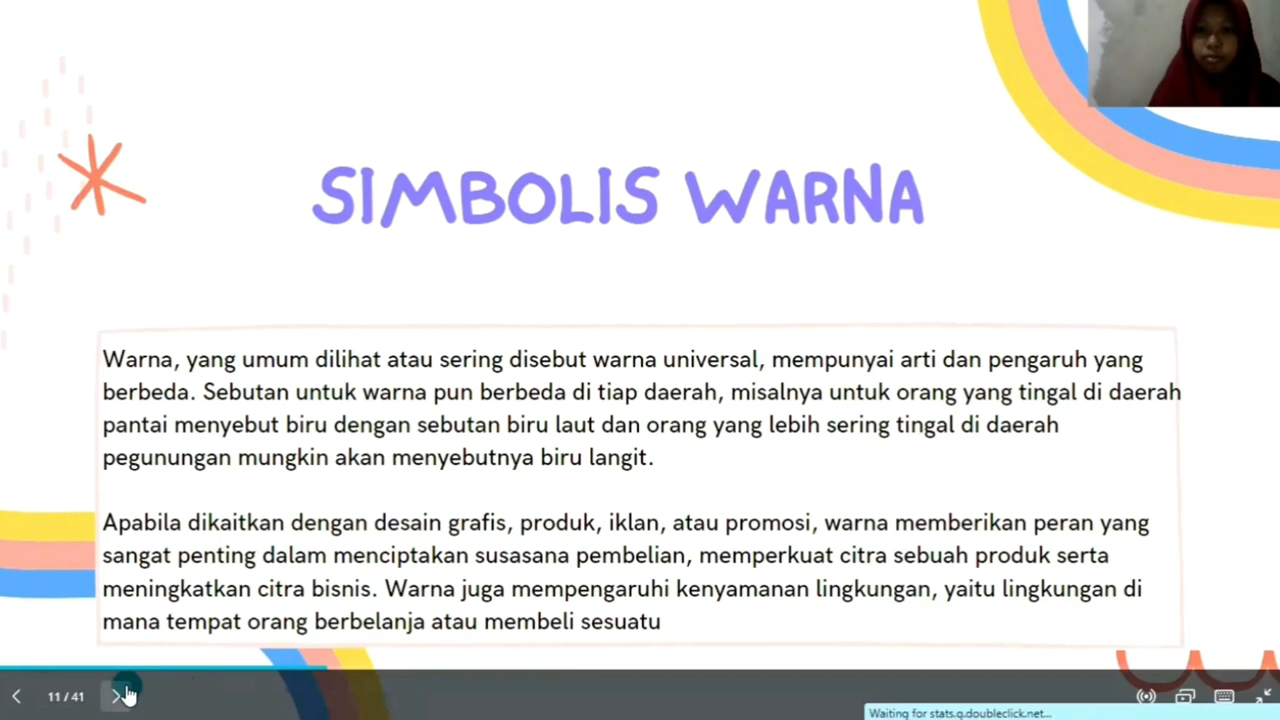 SIMBOLIS WARNA
Warna, yang umum dilihat atau sering disebut warna universal, mempunyai arti dan pengaruh yang
berbeda. Sebutan untuk warna pun berbeda di tiap daerah, misalnya untuk orang yang tingal di daerah
pantai menyebut biru dengan sebutan biru laut dan orang yang lebih sering tingal di daerah
pegunungan mungkin akan menyebutnya biru langit.
Apabila dikaitkan dengan desain grafis, produk, iklan, atau promosi, warna memberikan peran yang
sangat penting dalam menciptakan susasana pembelian, memperkuat citra sebuah produk serta
meningkatkan citra bisnis. Warna juga mempengaruhi kenyamanan lingkungan, yaitu lingkungan di
mana tempat orang berbelanja atau membeli sesuatu
11 / 41
Waiting for stats.g.doubleclick.net...